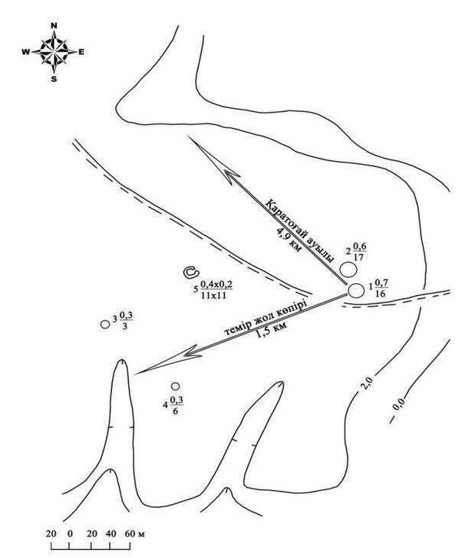 N
W E
S
Қаратоғай ауылы
4,9 км
2 0,6
17
1 0,7
16
5 0,4х0,2
11х11
темір жол көпірі
1,5 км
3 0,3
3
4 0,3
6
2,0
0,0
20 0 20 40 60 м